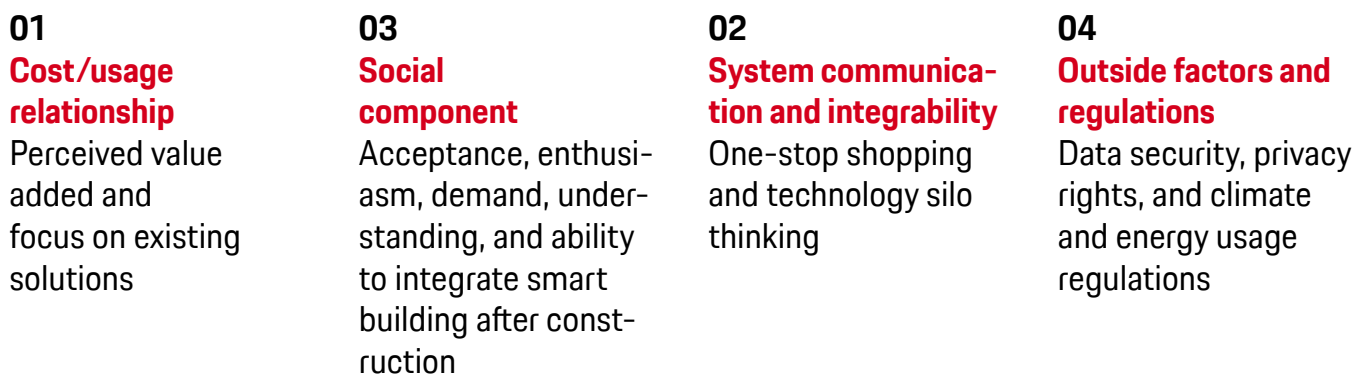 01
Cost/usage
relationship
Perceived value
added and
focus on existing
solutions
03
Social
component
Acceptance, enthusi-
asm, demand, under-
standing, and ability
to integrate smart
building after const-
ruction
02
System communica-
tion and integrability
One-stop shopping
and technology silo
thinking
04
Outside factors and
regulations
Data security, privacy
rights, and climate
and energy usage
regulations